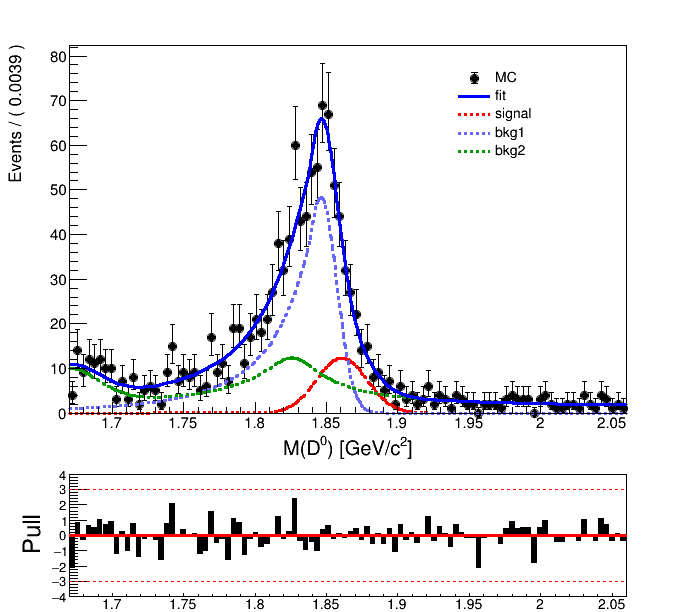 Events / ( 0.0039 )
80
70
60
50
40
30
20
10
0
MC
fit
signal
bkg1
bkg2
1.7 1.75 1.8 1.85 1.9 1.95 2 2.05
M(D⁰) [GeV/c²]
Pull
4
3
2
1
0
−1
−2
−3
−4
1.7 1.75 1.8 1.85 1.9 1.95 2 2.05